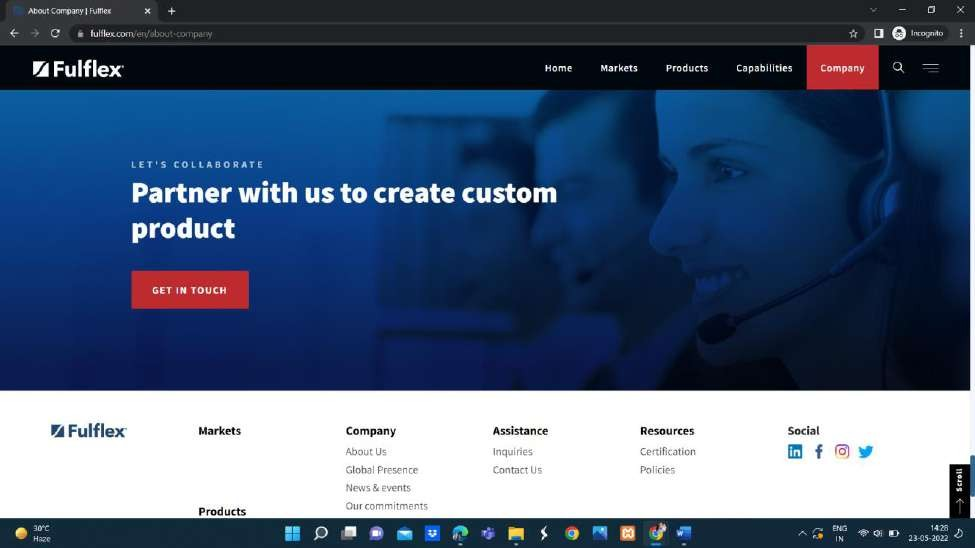 About Company | Fulflex
fulflex.com/en/about-company
Incognito
Fulflex
Home Markets Products Capabilities Company
LET'S COLLABORATE
Partner with us to create custom
product
GET IN TOUCH
Fulflex
Markets
Products
Company
About Us
Global Presence
News & events
Our commitments
Assistance
Inquiries
Contact Us
Resources
Certification
Policies
Social
Scroll
30°C
Haze
ENG
IN
14:28
23-05-2022